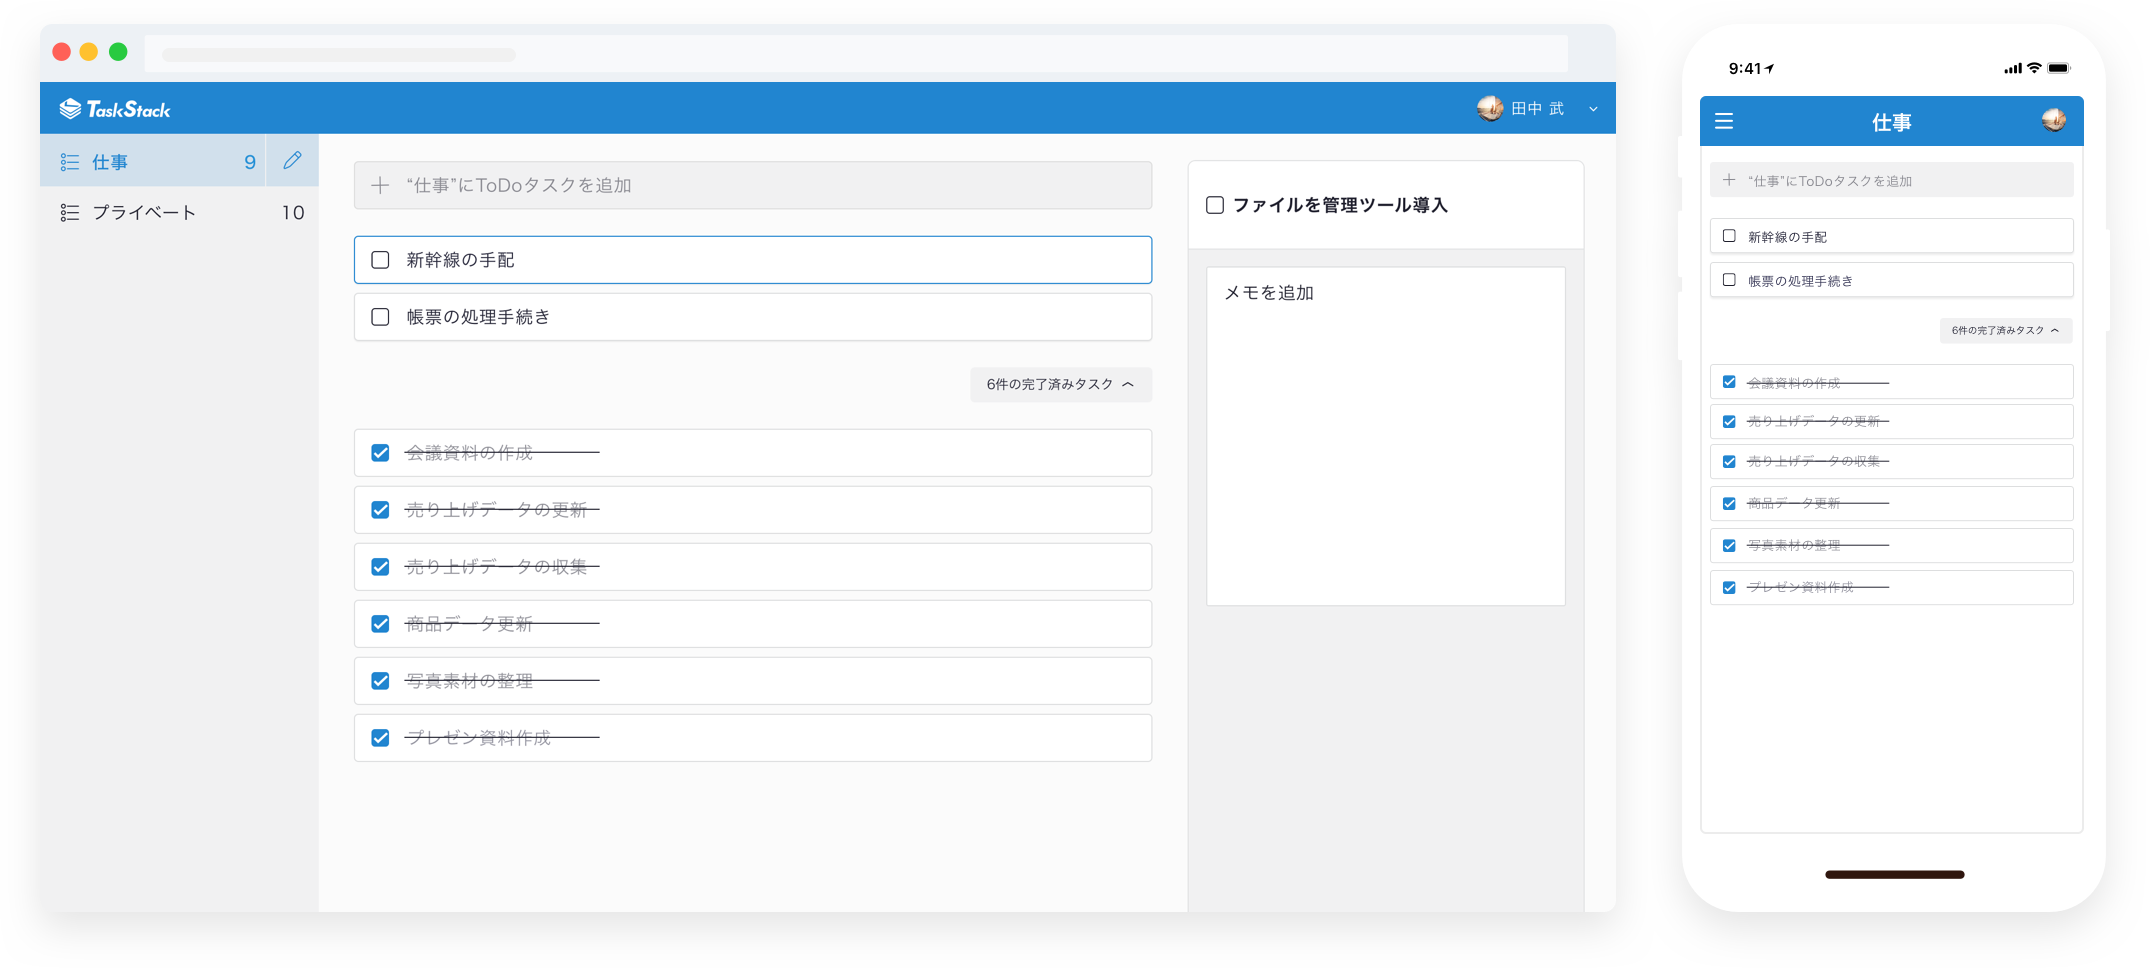 TaskStack
田中 武
仕事 9
プライベート 10
“仕事”にToDoタスクを追加
新幹線の手配
帳票の処理手続き
6件の完了済みタスク
会議資料の作成
売り上げデータの更新
売り上げデータの収集
商品データ更新
写真素材の整理
プレゼン資料作成
ファイルを管理ツール導入
メモを追加
9:41
仕事
“仕事”にToDoタスクを追加
新幹線の手配
帳票の処理手続き
6件の完了済みタスク
会議資料の作成
売り上げデータの更新
売り上げデータの収集
商品データ更新
写真素材の整理
プレゼン資料作成